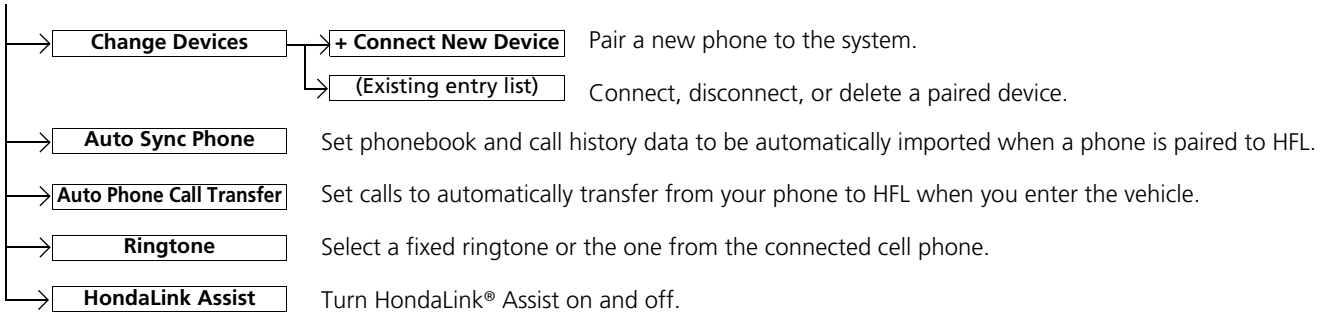 Change Devices + Connect New Device Pair a new phone to the system.
(Existing entry list) Connect, disconnect, or delete a paired device.
Auto Sync Phone Set phonebook and call history data to be automatically imported when a phone is paired to HFL.
Auto Phone Call Transfer Set calls to automatically transfer from your phone to HFL when you enter the vehicle.
Ringtone Select a fixed ringtone or the one from the connected cell phone.
HondaLink Assist Turn HondaLink® Assist on and off.